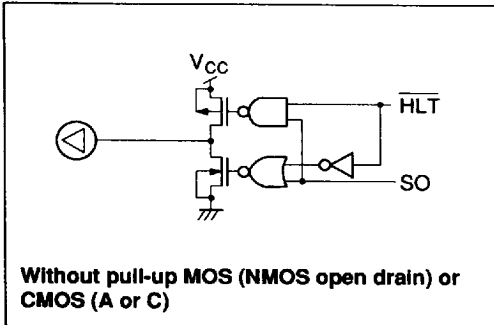 VCC
HLT
SO
Without pull-up MOS (NMOS open drain) or
CMOS (A or C)